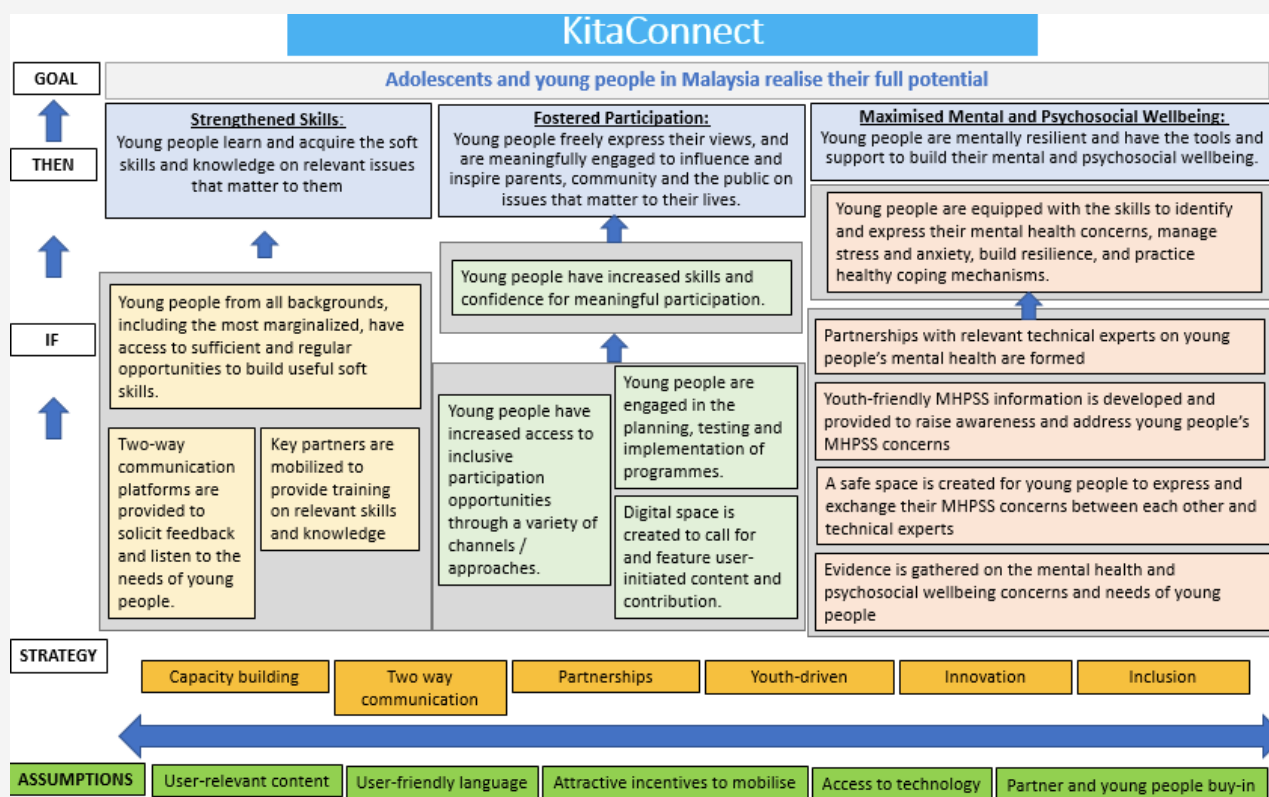 KitaConnect
GOAL
Adolescents and young people in Malaysia realise their full potential
THEN
Strengthened Skills:
Young people learn and acquire the soft
skills and knowledge on relevant issues
that matter to them
Fostered Participation:
Young people freely express their views, and
are meaningfully engaged to influence and
inspire parents, community and the public on
issues that matter to their lives.
Maximised Mental and Psychosocial Wellbeing:
Young people are mentally resilient and have the tools and
support to build their mental and psychosocial wellbeing.
IF
Young people from all backgrounds,
including the most marginalized, have
access to sufficient and regular
opportunities to build useful soft
skills.
Two-way
communication
platforms are
provided to
solicit feedback
and listen to the
needs of young
people.
Key partners are
mobilized to
provide training
on relevant skills
and knowledge
Young people have increased skills and
confidence for meaningful participation.
Young people have
increased access to
inclusive
participation
opportunities
through a variety of
channels /
approaches.
Young people are
engaged in the
planning, testing and
implementation of
programmes.
Digital space is
created to call for
and feature user-
initiated content and
contribution.
Young people are equipped with the skills to identify
and express their mental health concerns, manage
stress and anxiety, build resilience, and practice
healthy coping mechanisms.
Partnerships with relevant technical experts on young
people's mental health are formed
Youth-friendly MHPSS information is developed and
provided to raise awareness and address young people's
MHPSS concerns
A safe space is created for young people to express and
exchange their MHPSS concerns between each other and
technical experts
Evidence is gathered on the mental health and
psychosocial wellbeing concerns and needs of young
people
STRATEGY
Capacity building
Two way
communication
Partnerships
Youth-driven
Innovation
Inclusion
ASSUMPTIONS
User-relevant content
User-friendly language
Attractive incentives to mobilise
Access to technology
Partner and young people buy-in